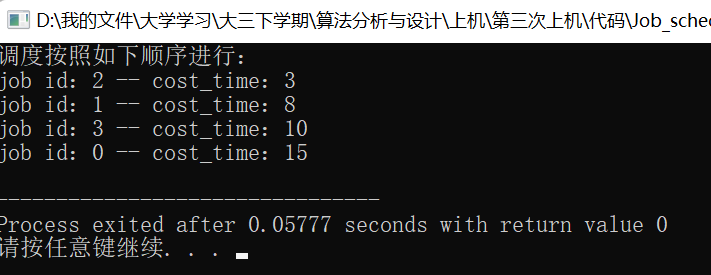 D:\我的文件\大学学习\大三下学期\算法分析与设计\上机\第三次上机\代码\Job_sched
调度按照如下顺序进行：
job id：2 -- cost_time：3
job id：1 -- cost_time：8
job id：3 -- cost_time：10
job id：0 -- cost_time：15
--------------------------------
Process exited after 0.05777 seconds with return value 0
请按任意键继续. . .